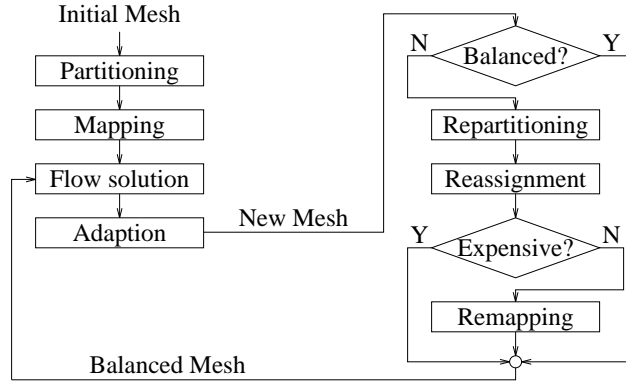 Initial Mesh
Partitioning
Mapping
Flow solution
Adaption
New Mesh
N
Balanced?
Y
Repartitioning
Reassignment
Y
Expensive?
N
Remapping
Balanced Mesh